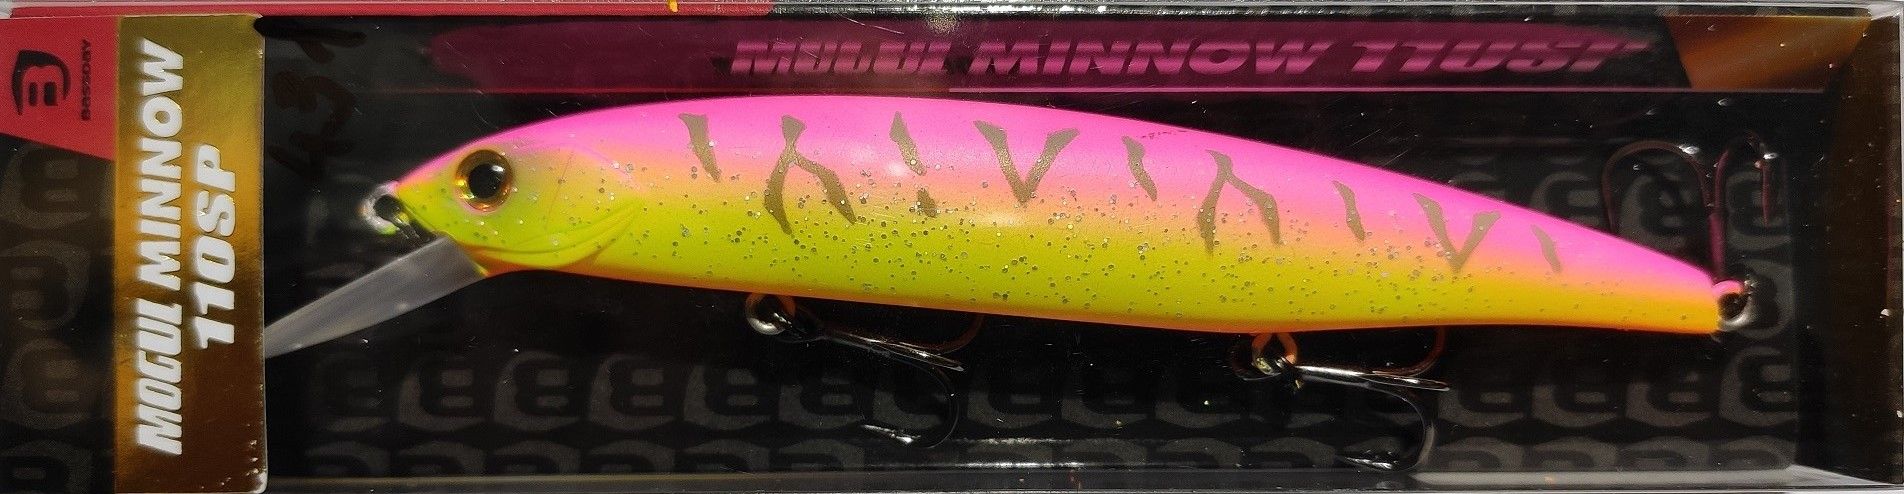 BASSDAY
MOGUL MINNOW
110SP
MOGUL MINNOW 110SP